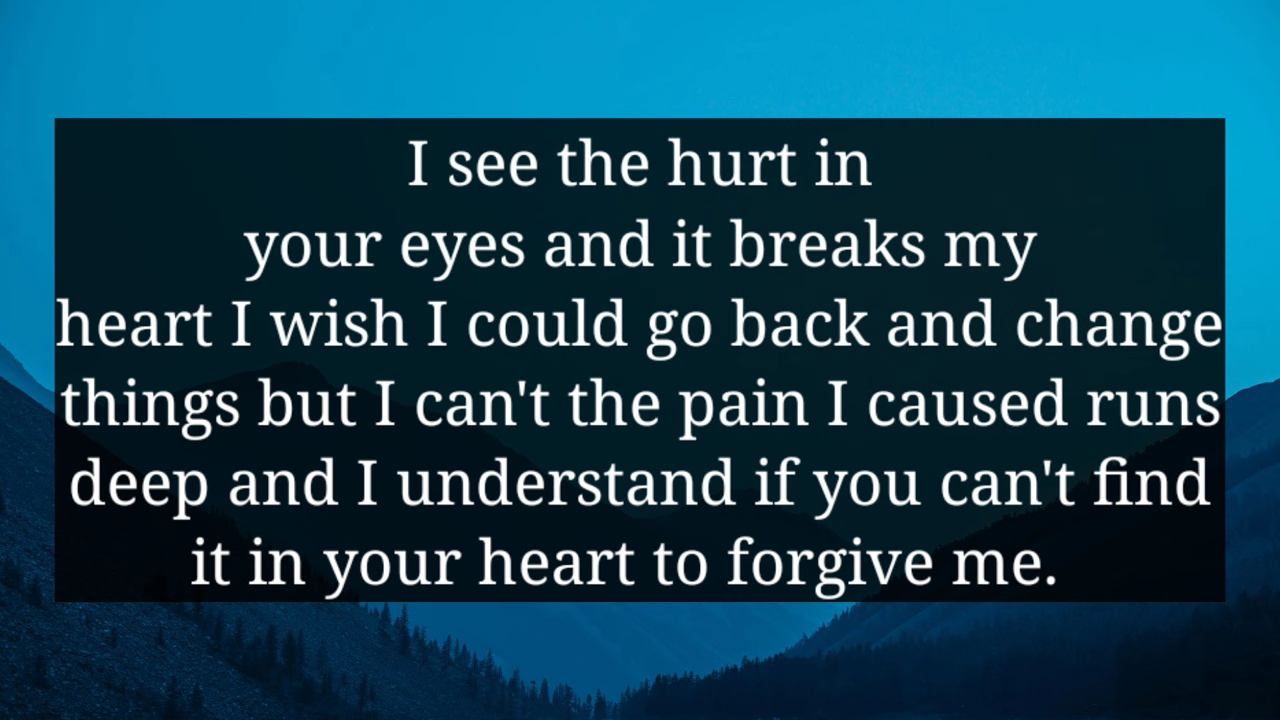 I see the hurt in
your eyes and it breaks my
heart I wish I could go back and change
things but I can't the pain I caused runs
deep and I understand if you can't find
it in your heart to forgive me.